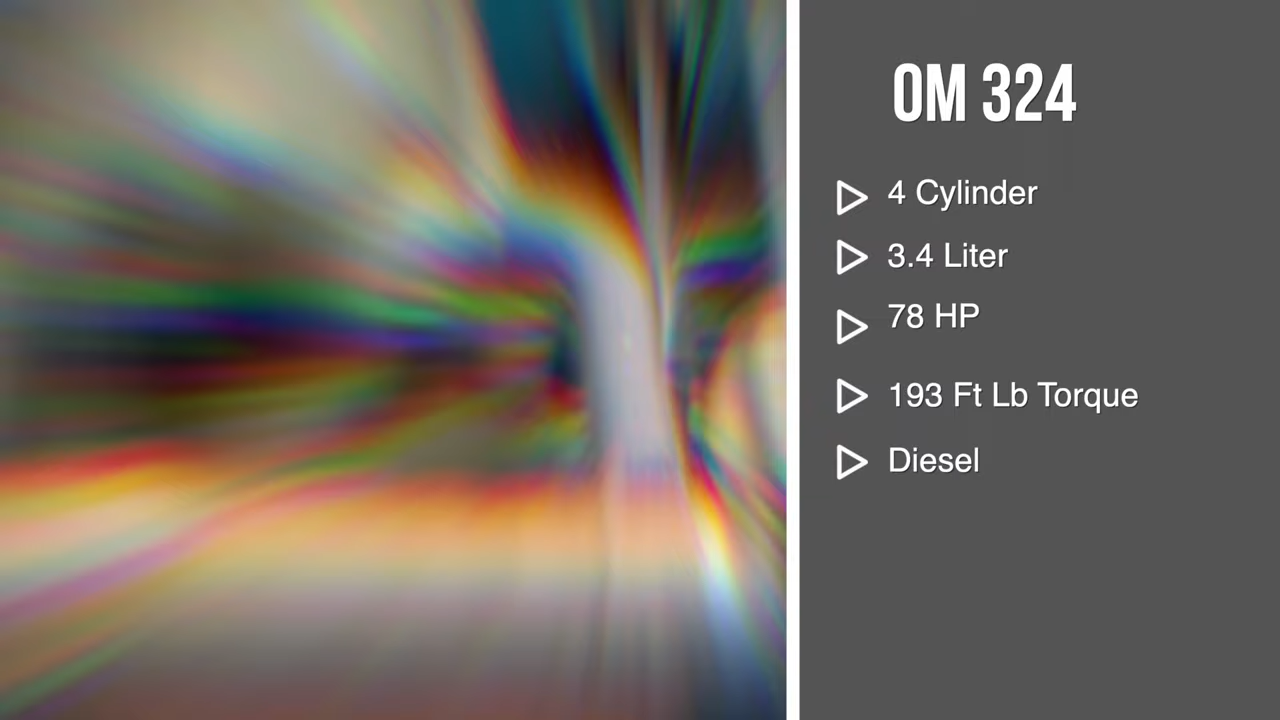 OM 324
4 Cylinder
3.4 Liter
78 HP
193 Ft Lb Torque
Diesel